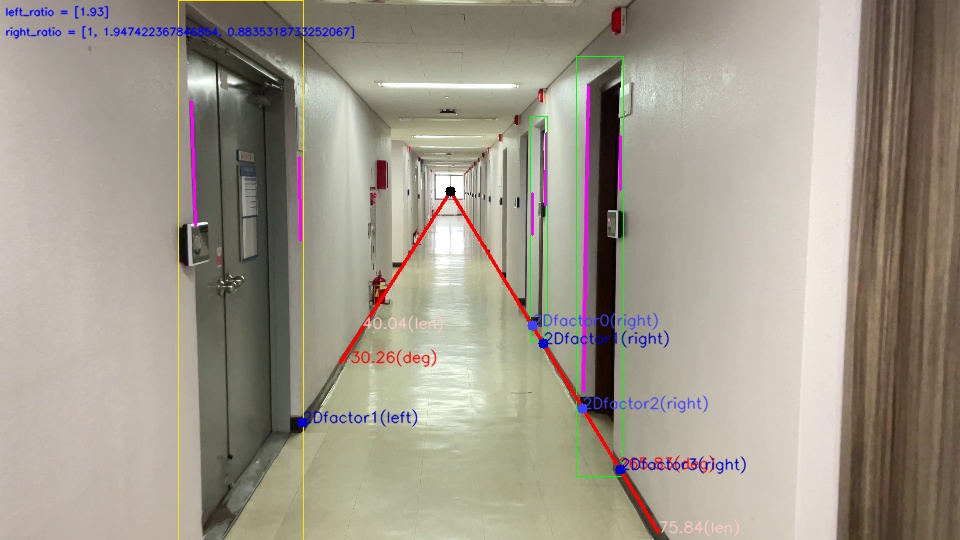 left_ratio = [1.93]
right_ratio = [1, 1.947422367846854, 0.8835318733252067]
2Dfactor0(right)
40.04(len)
2Dfactor1(right)
730.26(deg)
2Dfactor2(right)
2Dfactor1(left)
2Dfactor3(right)
75.84(len)